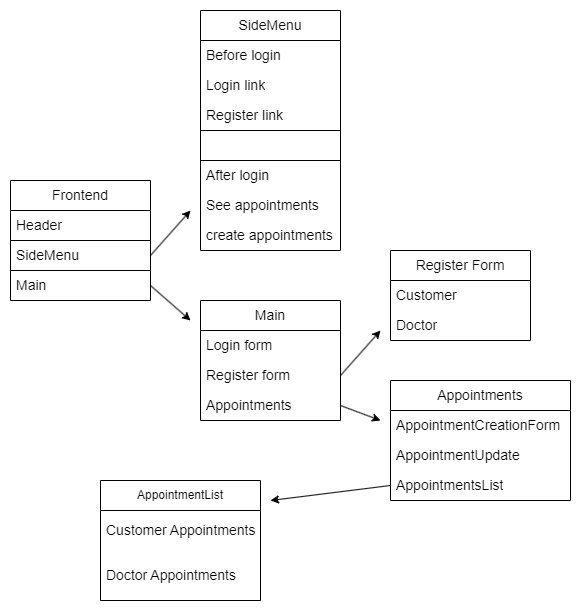 SideMenu
Before login
Login link
Register link
After login
See appointments
create appointments
Frontend
Header
SideMenu
Main
Main
Login form
Register form
Appointments
Register Form
Customer
Doctor
Appointments
AppointmentCreationForm
AppointmentUpdate
AppointmentsList
AppointmentList
Customer Appointments
Doctor Appointments